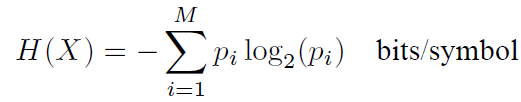 H(X) = − ∑_{i=1}^{M} p_i log_2(p_i) bits/symbol